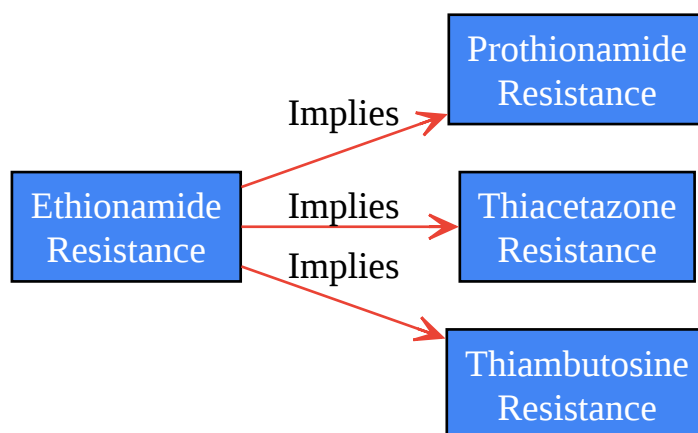 Prothionamide
Resistance
Implies
Ethionamide
Resistance
Implies
Thiacetazone
Resistance
Implies
Thiambutosine
Resistance